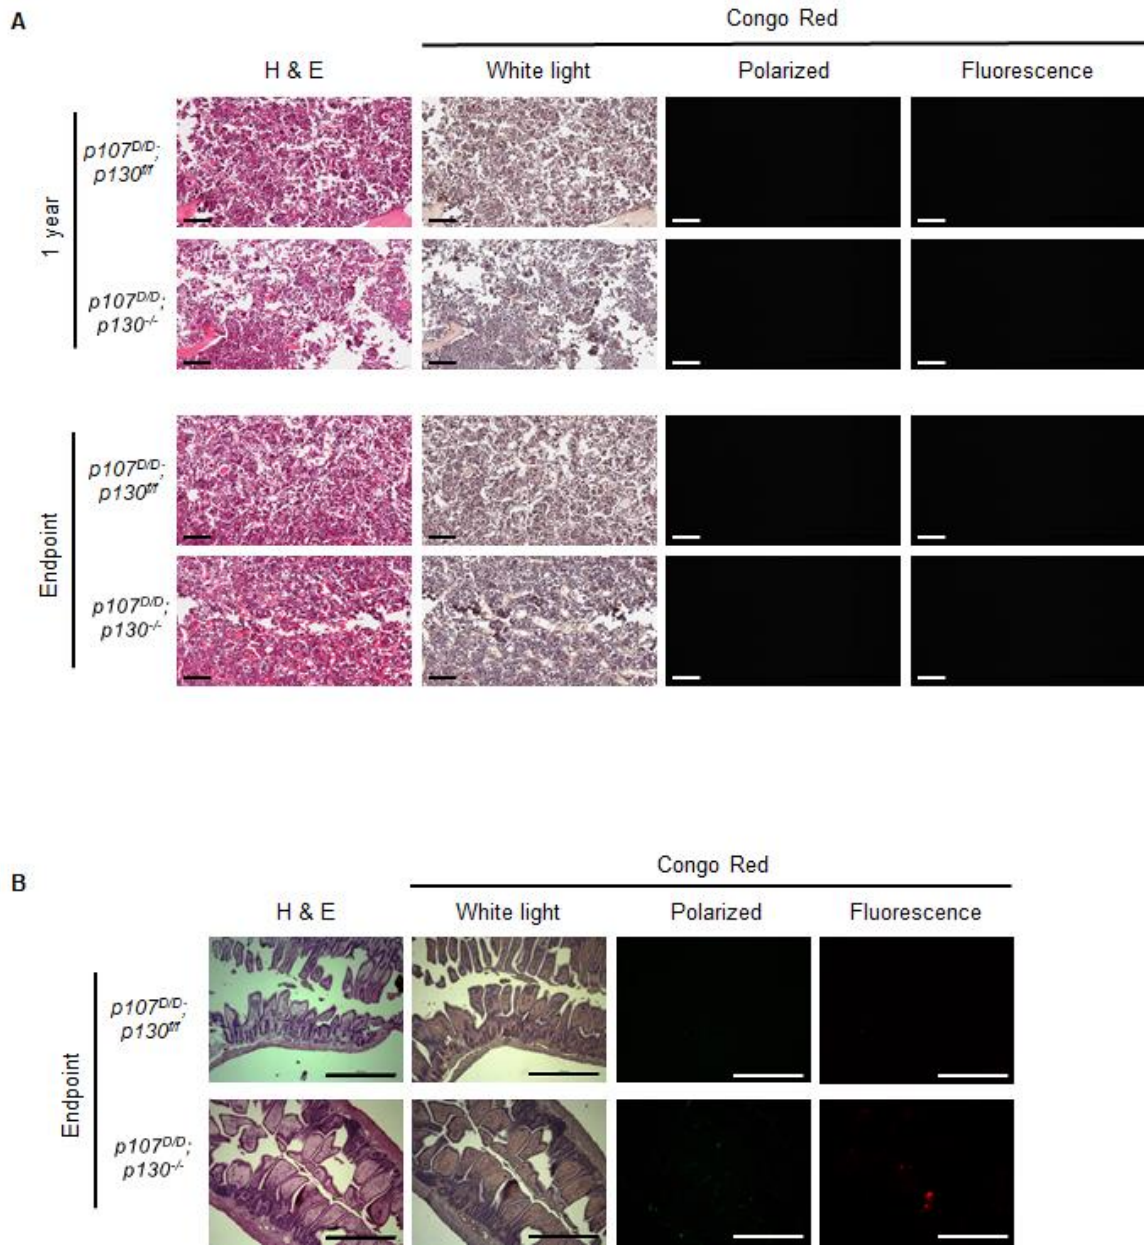 A
Congo Red
H & E White light Polarized Fluorescence
1 year
p107D/D;
p130f/f
p107D/D;
p130-/-
Endpoint
p107D/D;
p130f/f
p107D/D;
p130-/-
B
Congo Red
H & E White light Polarized Fluorescence
Endpoint
p107D/D;
p130f/f
p107D/D;
p130-/-